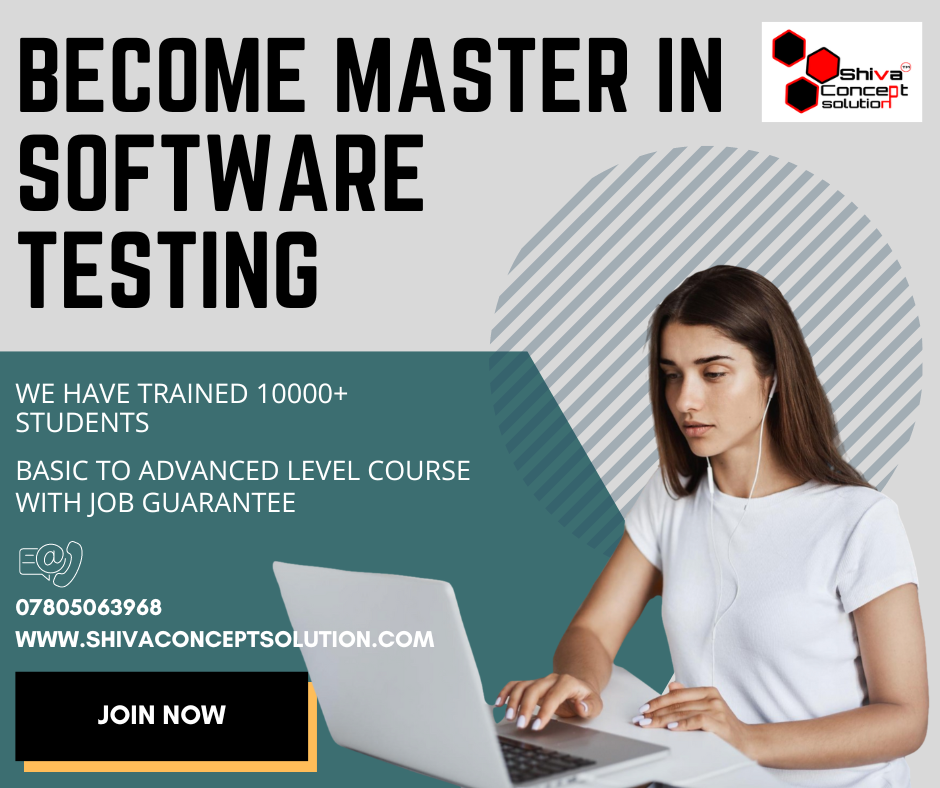 BECOME MASTER IN
SOFTWARE
TESTING
Shiva
Concept
solution
WE HAVE TRAINED 10000+
STUDENTS
BASIC TO ADVANCED LEVEL COURSE
WITH JOB GUARANTEE
@
07805063968
WWW.SHIVACONCEPTSOLUTION.COM
JOIN NOW